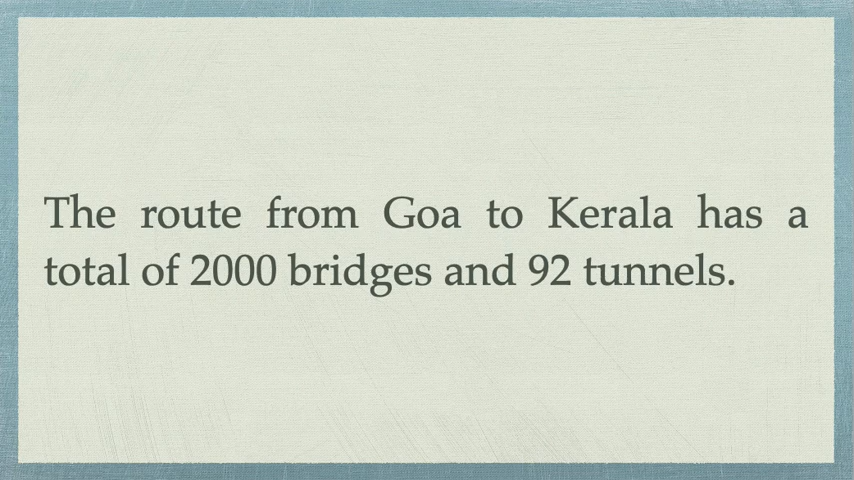 The route from Goa to Kerala has a
total of 2000 bridges and 92 tunnels.